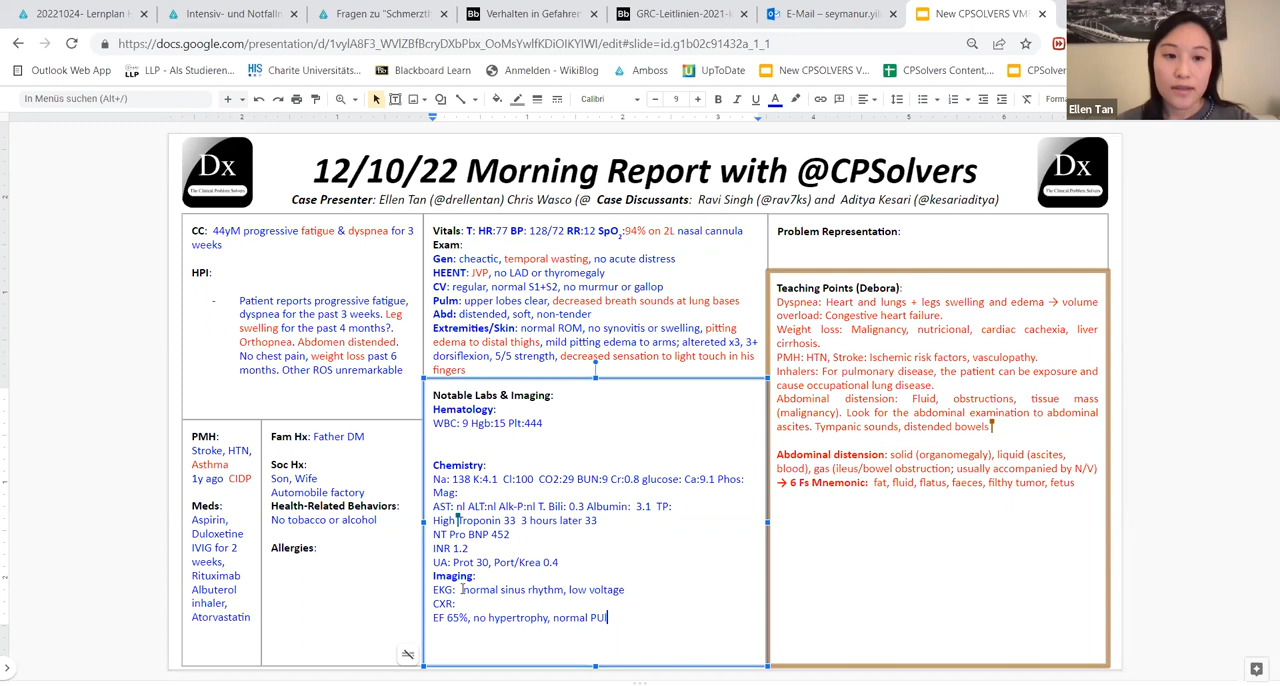 20221024- Lernplan H
Intensiv- und Notfalln
Fragen zu "Schmerzth
Verhalten in Gefahren
GRC-Leitlinien-2021-k
E-Mail – seymanur.yil
New CPSOLVERS VMR
https://docs.google.com/presentation/d/1vylA8F3_WVlZBfBcryDXbPbx_OoMsYwlfKDiOIKYlWI/edit#slide=id.g1b02c91432a_1_1
Outlook Web App
LLP - Als Studieren...
Charite Universitäts...
Blackboard Learn
Anmelden - WikiBlog
Amboss
UpToDate
New CPSOLVERS V...
CPSolvers Content,...
CPSolver
In Menüs suchen (Alt+/)
Calibri
9
Form
Ellen Tan
Dx
The Clinical Problem Solvers
12/10/22 Morning Report with @CPSolvers
Case Presenter: Ellen Tan (@drellentan) Chris Wasco (@ Case Discussants: Ravi Singh (@rav7ks) and Aditya Kesari (@kesariaditya)
Dx
The Clinical Problem Solvers
CC: 44yM progressive fatigue & dyspnea for 3
weeks
HPI:
- Patient reports progressive fatigue,
dyspnea for the past 3 weeks. Leg
swelling for the past 4 months?.
Orthopnea. Abdomen distended.
No chest pain, weight loss past 6
months. Other ROS unremarkable
PMH:
Stroke, HTN,
Asthma
1y ago CIDP
Meds:
Aspirin,
Duloxetine
IVIG for 2
weeks,
Rituximab
Albuterol
inhaler,
Atorvastatin
Fam Hx: Father DM
Soc Hx:
Son, Wife
Automobile factory
Health-Related Behaviors:
No tobacco or alcohol
Allergies:
Vitals: T: HR:77 BP: 128/72 RR:12 SpO2:94% on 2L nasal cannula
Exam:
Gen: cheactic, temporal wasting, no acute distress
HEENT: JVP, no LAD or thyromegaly
CV: regular, normal S1+S2, no murmur or gallop
Pulm: upper lobes clear, decreased breath sounds at lung bases
Abd: distended, soft, non-tender
Extremities/Skin: normal ROM, no synovitis or swelling, pitting
edema to distal thighs, mild pitting edema to arms; altereted x3, 3+
dorsiflexion, 5/5 strength, decreased sensation to light touch in his
fingers
Notable Labs & Imaging:
Hematology:
WBC: 9 Hgb:15 Plt:444
Chemistry:
Na: 138 K:4.1 Cl:100 CO2:29 BUN:9 Cr:0.8 glucose: Ca:9.1 Phos:
Mag:
AST: nl ALT:nl Alk-P:nl T. Bili: 0.3 Albumin: 3.1 TP:
High Troponin 33 3 hours later 33
NT Pro BNP 452
INR 1.2
UA: Prot 30, Port/Krea 0.4
Imaging:
EKG: normal sinus rhythm, low voltage
CXR:
EF 65%, no hypertrophy, normal PUl
Problem Representation:
Teaching Points (Debora):
Dyspnea: Heart and lungs + legs swelling and edema → volume
overload: Congestive heart failure.
Weight loss: Malignancy, nutricional, cardiac cachexia, liver
cirrhosis.
PMH: HTN, Stroke: Ischemic risk factors, vasculopathy.
Inhalers: For pulmonary disease, the patient can be exposure and
cause occupational lung disease.
Abdominal distension: Fluid, obstructions, tissue mass
(malignancy). Look for the abdominal examination to abdominal
ascites. Tympanic sounds, distended bowels
Abdominal distension: solid (organomegaly), liquid (ascites,
blood), gas (ileus/bowel obstruction; usually accompanied by N/V)
→ 6 Fs Mnemonic: fat, fluid, flatus, faeces, filthy tumor, fetus